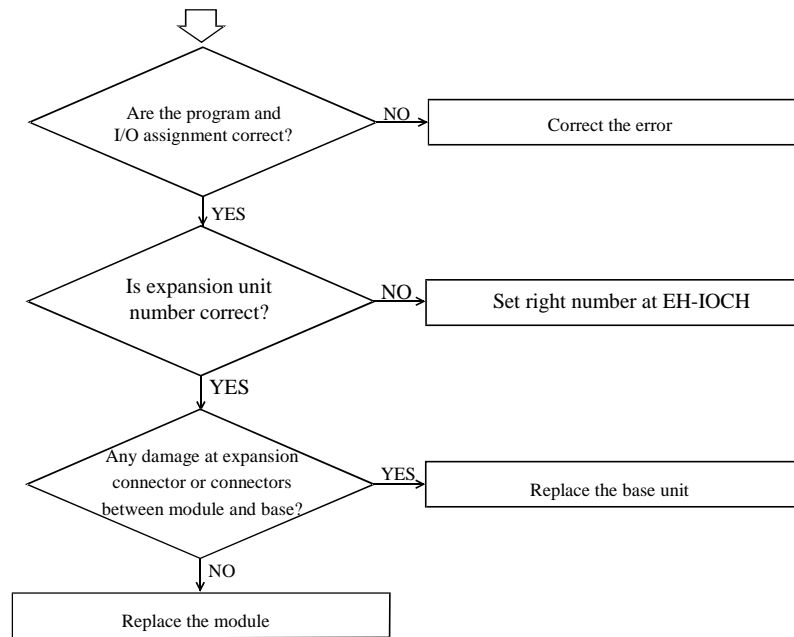 Are the program and
I/O assignment correct?
NO
Correct the error
YES
Is expansion unit
number correct?
NO
Set right number at EH-IOCH
YES
Any damage at expansion
connector or connectors
between module and base?
YES
Replace the base unit
NO
Replace the module